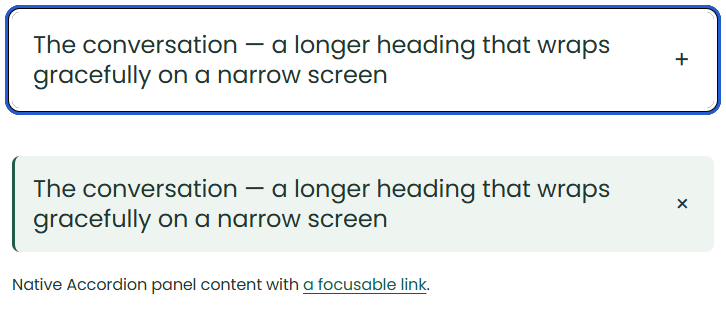 The conversation — a longer heading that wraps
gracefully on a narrow screen
+
The conversation — a longer heading that wraps
gracefully on a narrow screen
×
Native Accordion panel content with a focusable link.